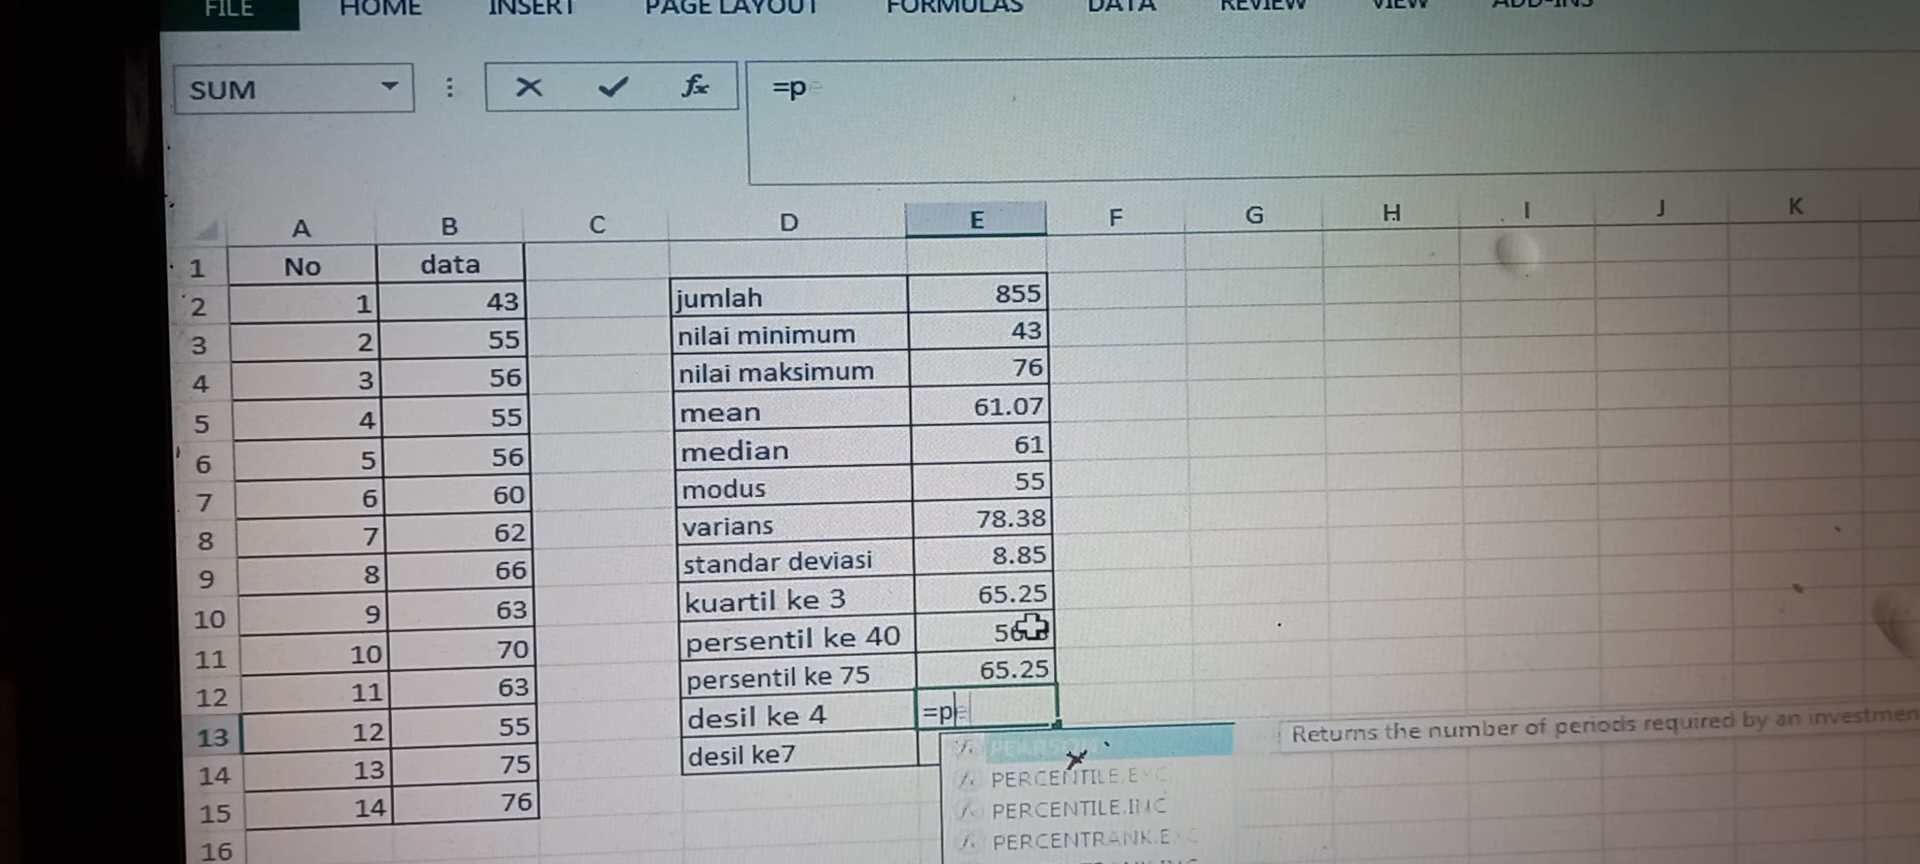 FILE HOME INSERT PAGE LAYOUT FORMULAS DATA REVIEW VIEW ADD-INS
SUM fx =p
A B C D E F G H I J K
1 No data
2 1 43 jumlah 855
3 2 55 nilai minimum 43
4 3 56 nilai maksimum 76
5 4 55 mean 61.07
6 5 56 median 61
7 6 60 modus 55
8 7 62 varians 78.38
9 8 66 standar deviasi 8.85
10 9 63 kuartil ke 3 65.25
11 10 70 persentil ke 40
12 11 63 persentil ke 75 65.25
13 12 55 desil ke 4 =pe
14 13 75 desil ke7
15 14 76
16
PEARSON
Returns the number of periods required by an
PERCENTILE.EXC
PERCENTILE.INC
PERCENTRANK.EXC